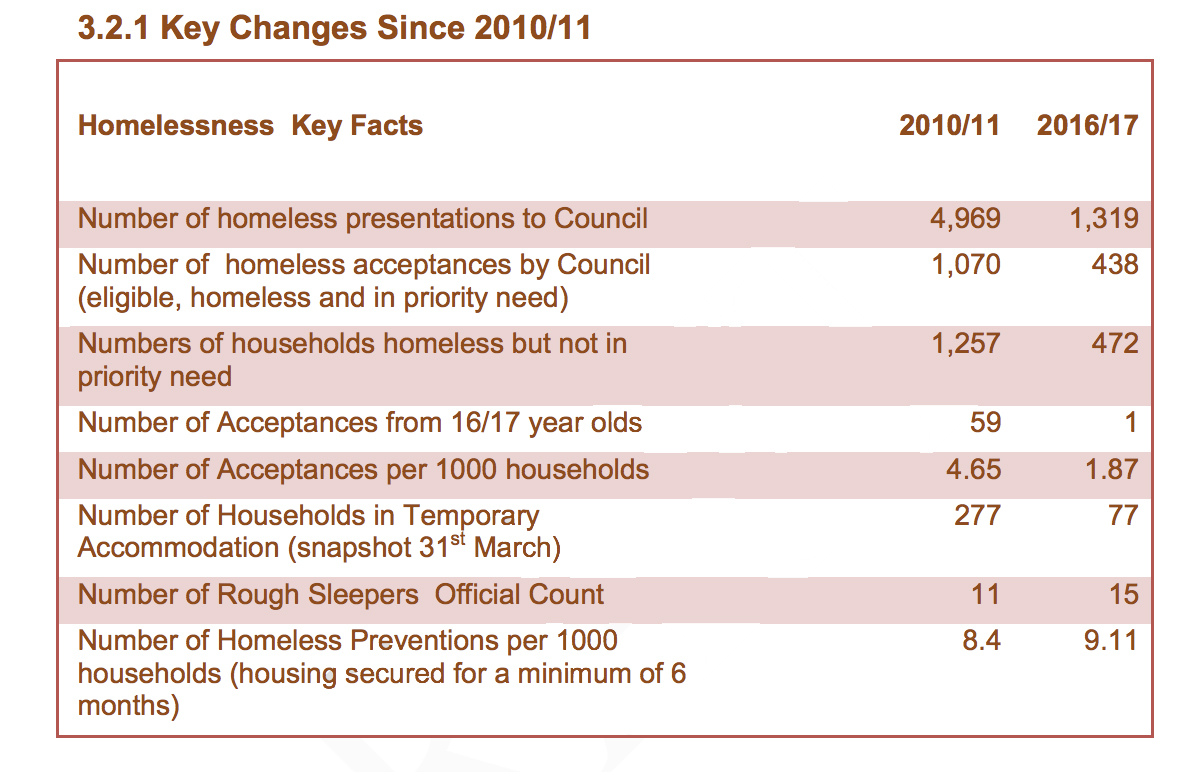 3.2.1 Key Changes Since 2010/11
Homelessness Key Facts 2010/11 2016/17
Number of homeless presentations to Council 4,969 1,319
Number of homeless acceptances by Council 1,070 438
(eligible, homeless and in priority need)
Numbers of households homeless but not in 1,257 472
priority need
Number of Acceptances from 16/17 year olds 59 1
Number of Acceptances per 1000 households 4.65 1.87
Number of Households in Temporary 277 77
Accommodation (snapshot 31st March)
Number of Rough Sleepers Official Count 11 15
Number of Homeless Preventions per 1000 8.4 9.11
households (housing secured for a minimum of 6
months)